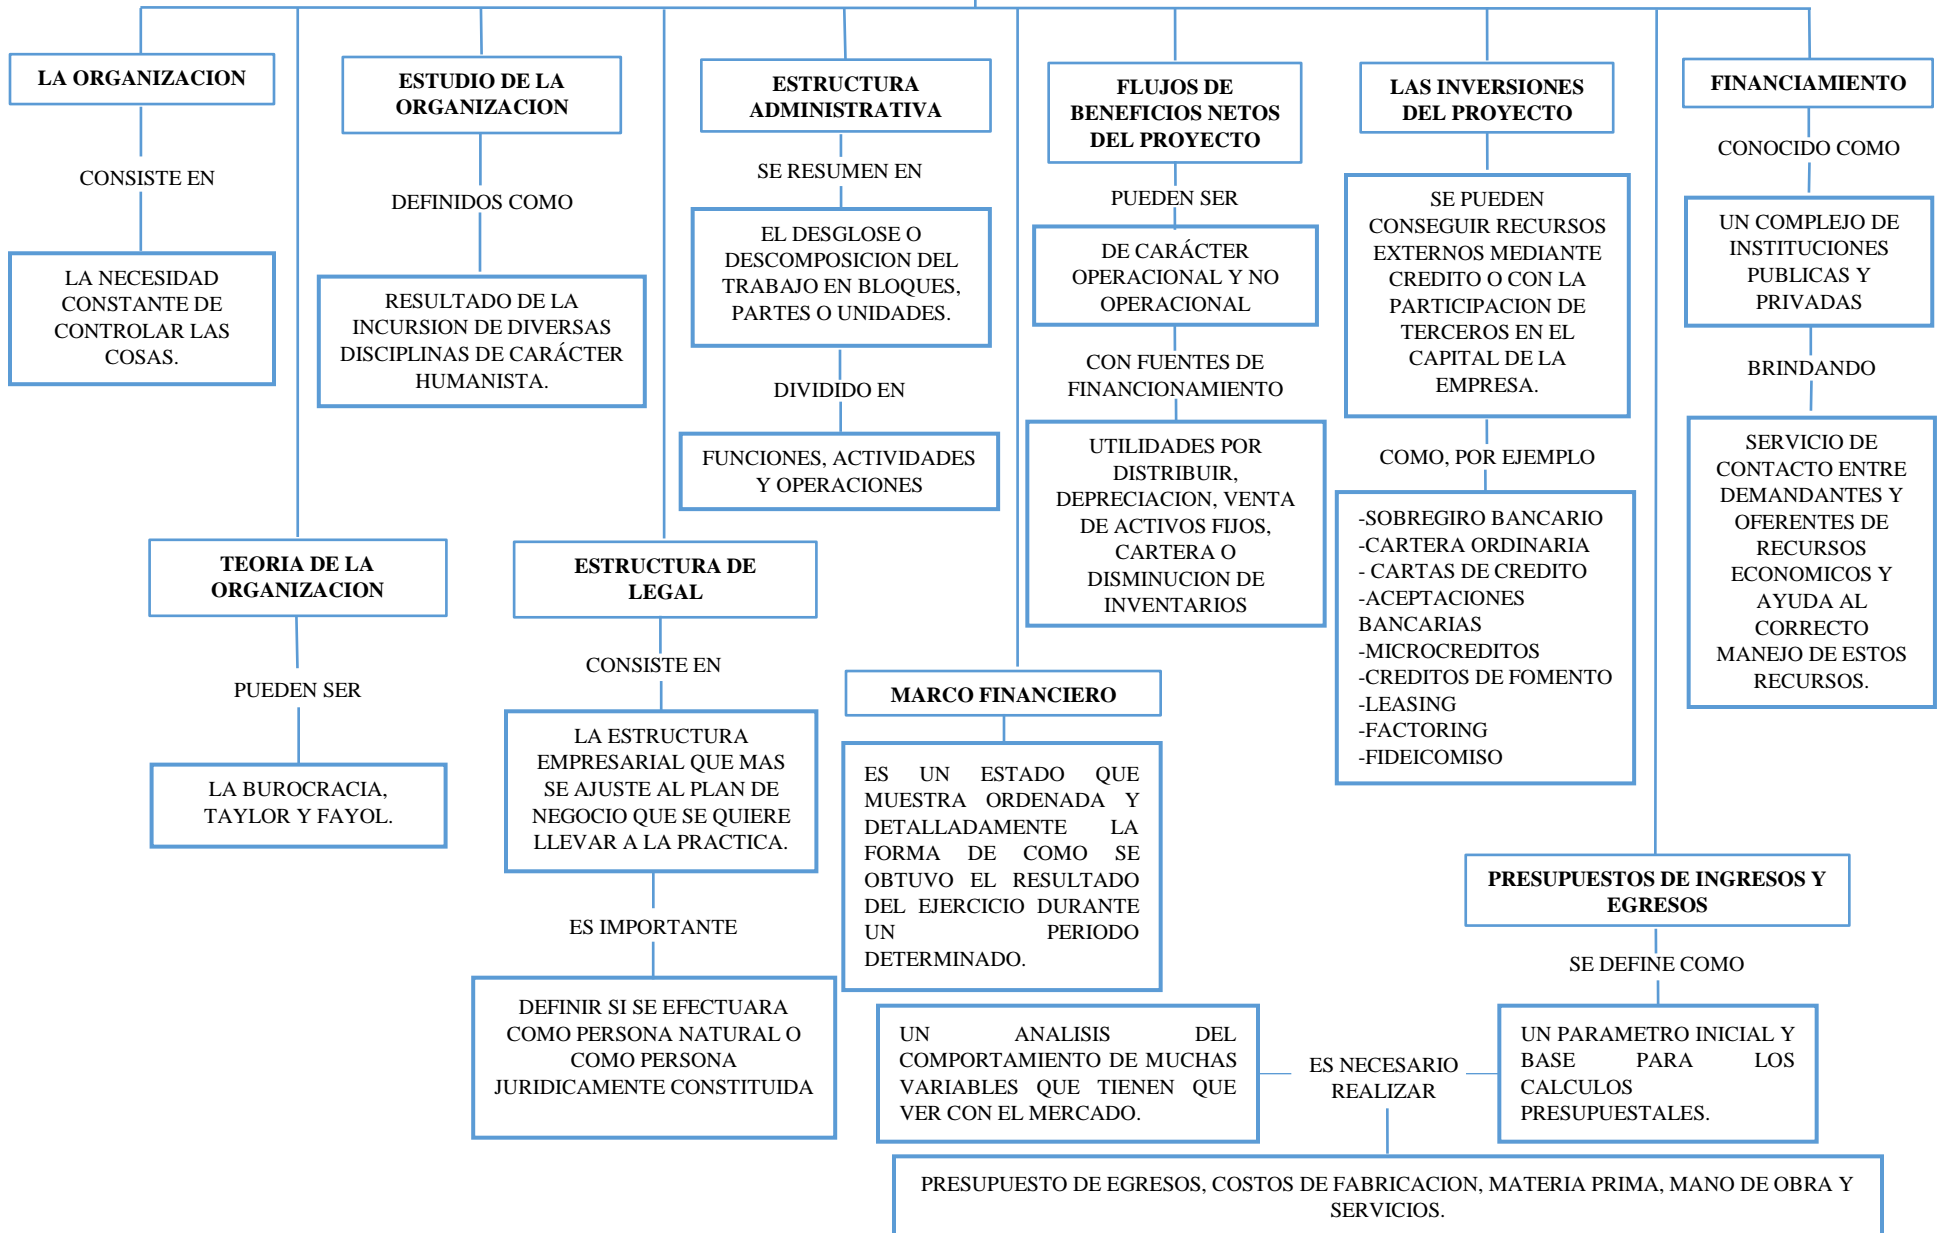 LA ORGANIZACION
CONSISTE EN
LA NECESIDAD
CONSTANTE DE
CONTROLAR LAS
COSAS.
TEORIA DE LA
ORGANIZACION
PUEDEN SER
LA BUROCRACIA,
TAYLOR Y FAYOL.
ESTUDIO DE LA
ORGANIZACION
DEFINIDOS COMO
RESULTADO DE LA
INCURSION DE DIVERSAS
DISCIPLINAS DE CARÁCTER
HUMANISTA.
ESTRUCTURA DE
LEGAL
CONSISTE EN
LA ESTRUCTURA
EMPRESARIAL QUE MAS
SE AJUSTE AL PLAN DE
NEGOCIO QUE SE QUIERE
LLEVAR A LA PRACTICA.
ES IMPORTANTE
DEFINIR SI SE EFECTUARA
COMO PERSONA NATURAL O
COMO PERSONA
JURIDICAMENTE CONSTITUIDA
ESTRUCTURA
ADMINISTRATIVA
SE RESUMEN EN
EL DESGLOSE O
DESCOMPOSICION DEL
TRABAJO EN BLOQUES,
PARTES O UNIDADES.
DIVIDIDO EN
FUNCIONES, ACTIVIDADES
Y OPERACIONES
MARCO FINANCIERO
ES UN ESTADO QUE
MUESTRA ORDENADA Y
DETALLADAMENTE LA
FORMA DE COMO SE
OBTUVO EL RESULTADO
DEL EJERCICIO DURANTE
UN PERIODO
DETERMINADO.
FLUJOS DE
BENEFICIOS NETOS
DEL PROYECTO
PUEDEN SER
DE CARÁCTER
OPERACIONAL Y NO
OPERACIONAL
CON FUENTES DE
FINANCIONAMIENTO
UTILIDADES POR
DISTRIBUIR,
DEPRECIACION, VENTA
DE ACTIVOS FIJOS,
CARTERA O
DISMINUCION DE
INVENTARIOS
LAS INVERSIONES
DEL PROYECTO
SE PUEDEN
CONSEGUIR RECURSOS
EXTERNOS MEDIANTE
CREDITO O CON LA
PARTICIPACION DE
TERCEROS EN EL
CAPITAL DE LA
EMPRESA.
COMO, POR EJEMPLO
-SOBREGIRO BANCARIO
-CARTERA ORDINARIA
- CARTAS DE CREDITO
-ACEPTACIONES
BANCARIAS
-MICROCREDITOS
-CREDITOS DE FOMENTO
-LEASING
-FACTORING
-FIDEICOMISO
PRESUPUESTOS DE INGRESOS Y
EGRESOS
SE DEFINE COMO
UN PARAMETRO INICIAL Y
BASE PARA LOS
CALCULOS
PRESUPUESTALES.
ES NECESARIO
REALIZAR
UN ANALISIS DEL
COMPORTAMIENTO DE MUCHAS
VARIABLES QUE TIENEN QUE
VER CON EL MERCADO.
PRESUPUESTO DE EGRESOS, COSTOS DE FABRICACION, MATERIA PRIMA, MANO DE OBRA Y
SERVICIOS.
FINANCIAMIENTO
CONOCIDO COMO
UN COMPLEJO DE
INSTITUCIONES
PUBLICAS Y
PRIVADAS
BRINDANDO
SERVICIO DE
CONTACTO ENTRE
DEMANDANTES Y
OFERENTES DE
RECURSOS
ECONOMICOS Y
AYUDA AL
CORRECTO
MANEJO DE ESTOS
RECURSOS.